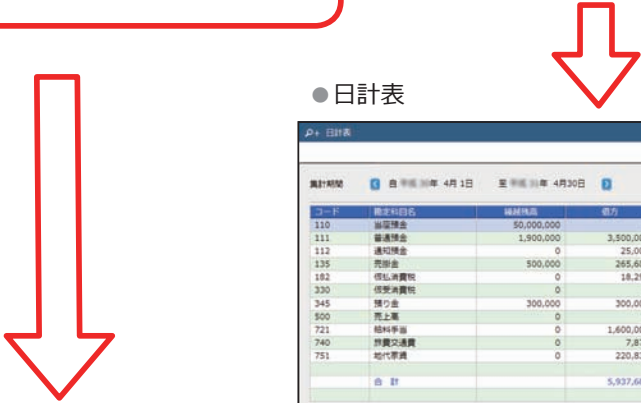 ●日計表
日計表
集計期間 自 年 4月 1日 至 年 4月30日
コード 勘定科目名 繰越残高 借方
110 当座預金 50,000,000
111 普通預金 1,900,000 3,500,00
112 通知預金 0 25,00
135 売掛金 500,000 265,6
182 仮払消費税 0 18,2
330 仮受消費税 0
345 預り金 300,000 300,00
500 売上高 0
721 給料手当 0 1,600,00
740 旅費交通費 0 7,8
751 地代家賃 0 220,8
合 計 5,937,6